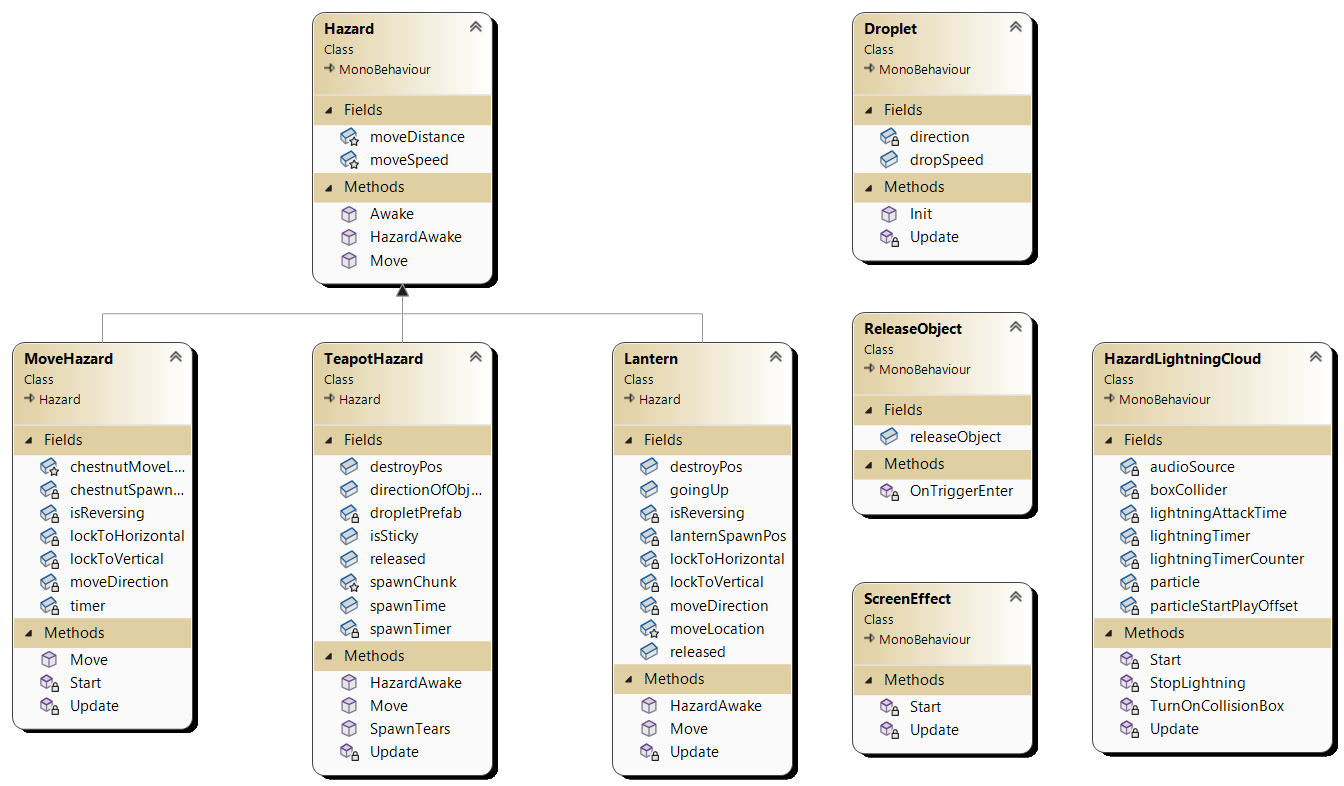 Hazard
Class
MonoBehaviour
Fields
moveDistance
moveSpeed
Methods
Awake
HazardAwake
Move
Droplet
Class
MonoBehaviour
Fields
direction
dropSpeed
Methods
Init
Update
MoveHazard
Class
Hazard
Fields
chestnutMoveL...
chestnutSpawn...
isReversing
lockToHorizontal
lockToVertical
moveDirection
timer
Methods
Move
Start
Update
TeapotHazard
Class
Hazard
Fields
destroyPos
directionOfObj...
dropletPrefab
isSticky
released
spawnChunk
spawnTime
spawnTimer
Methods
HazardAwake
Move
SpawnTears
Update
Lantern
Class
Hazard
Fields
destroyPos
goingUp
isReversing
lanternSpawnPos
lockToHorizontal
lockToVertical
moveDirection
moveLocation
released
Methods
HazardAwake
Move
Update
ReleaseObject
Class
MonoBehaviour
Fields
releaseObject
Methods
OnTriggerEnter
ScreenEffect
Class
MonoBehaviour
Methods
Start
Update
HazardLightningCloud
Class
MonoBehaviour
Fields
audioSource
boxCollider
lightningAttackTime
lightningTimer
lightningTimerCounter
particle
particleStartPlayOffset
Methods
Start
StopLightning
TurnOnCollisionBox
Update